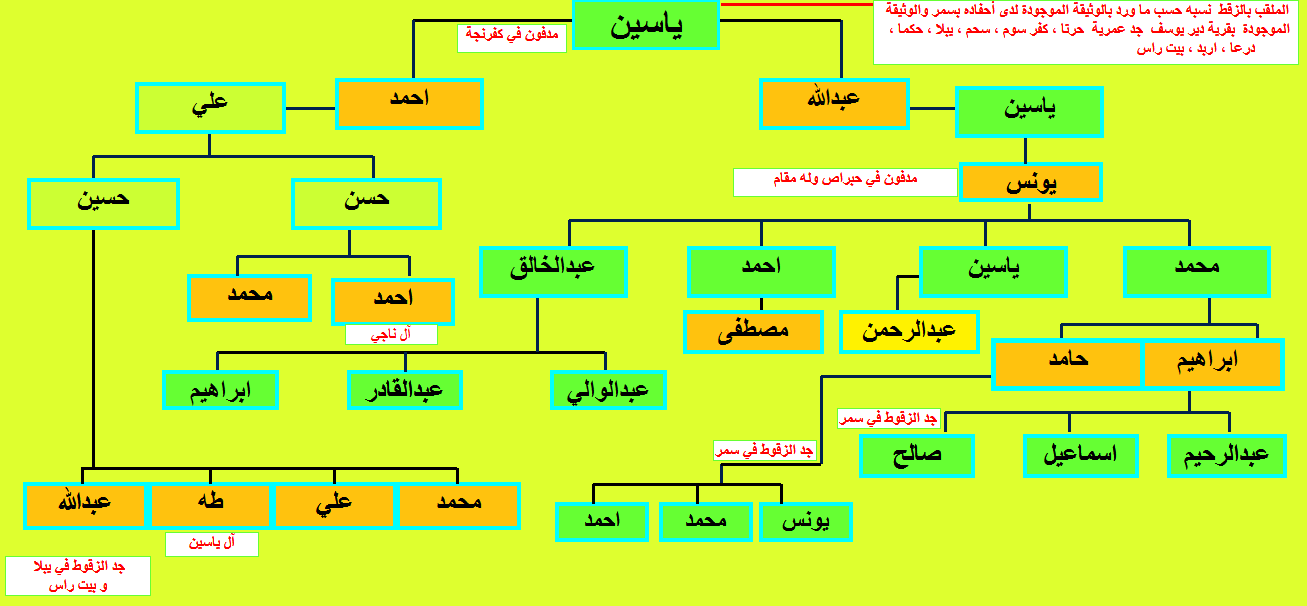 ياسين
الملقب بالزقط نسبه حسب ما ورد بالوثيقة الموجودة لدى أحفاده بسمر والوثيقة
الموجودة بقرية دير يوسف جد عمرية حرتا ، كفر سوم ، سحم ، يبلا ، حكما ،
درعا ، اربد ، بيت راس
مدفون في كفرنجة
عبدالله
احمد
علي
ياسين
يونس
مدفون في حبراص وله مقام
حسن
حسين
محمد
ياسين
احمد
عبدالخالق
احمد
محمد
آل ناجي
عبدالرحمن
مصطفى
ابراهيم
حامد
عبدالوالي
عبدالقادر
ابراهيم
جد الزقوط في سمر
عبدالرحيم
اسماعيل
صالح
جد الزقوط في سمر
يونس
محمد
احمد
محمد
علي
طه
عبدالله
آل ياسين
جد الزقوط في يبلا
و بيت راس